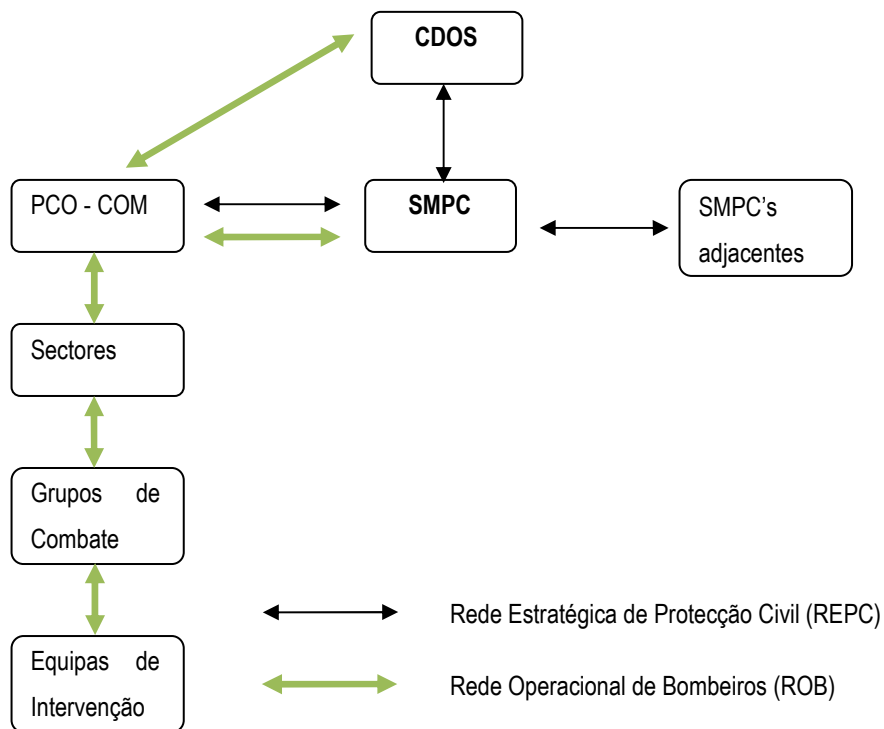 CDOS
PCO - COM
SMPC
SMPC's
adjacentes
Sectores
Grupos de
Combate
Rede Estratégica de Protecção Civil (REPC)
Equipas de
Intervenção
Rede Operacional de Bombeiros (ROB)